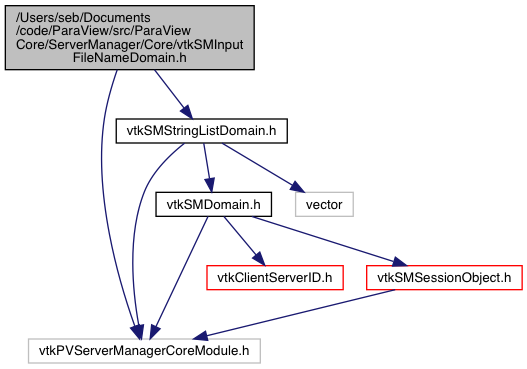 /Users/seb/Documents
/code/ParaView/src/ParaView
Core/ServerManager/Core/vtkSMInput
FileNameDomain.h
vtkSMStringListDomain.h
vtkSMDomain.h
vector
vtkClientServerID.h
vtkSMSessionObject.h
vtkPVServerManagerCoreModule.h